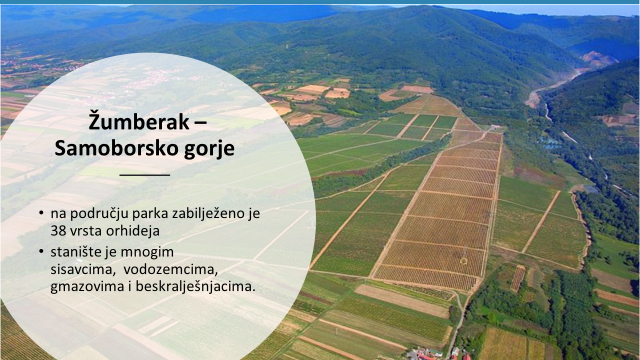 Žumberak –
Samoborsko gorje
• na području parka zabilježeno je
38 vrsta orhideja
• stanište je mnogim
sisavcima, vodozemcima,
gmazovima i beskralješnjacima.